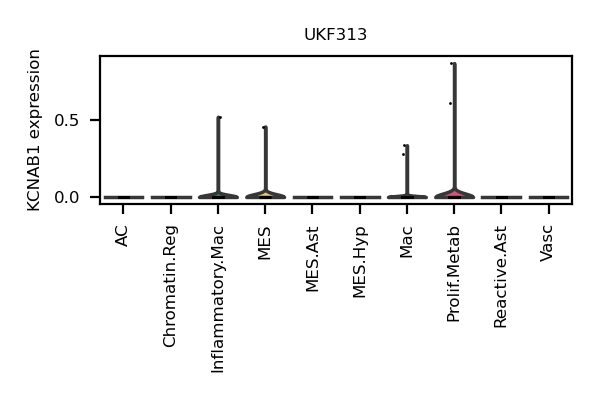 UKF313
KCNAB1 expression
0.5
0.0
AC
Chromatin.Reg
Inflammatory.Mac
MES
MES.Ast
MES.Hyp
Mac
Prolif.Metab
Reactive.Ast
Vasc